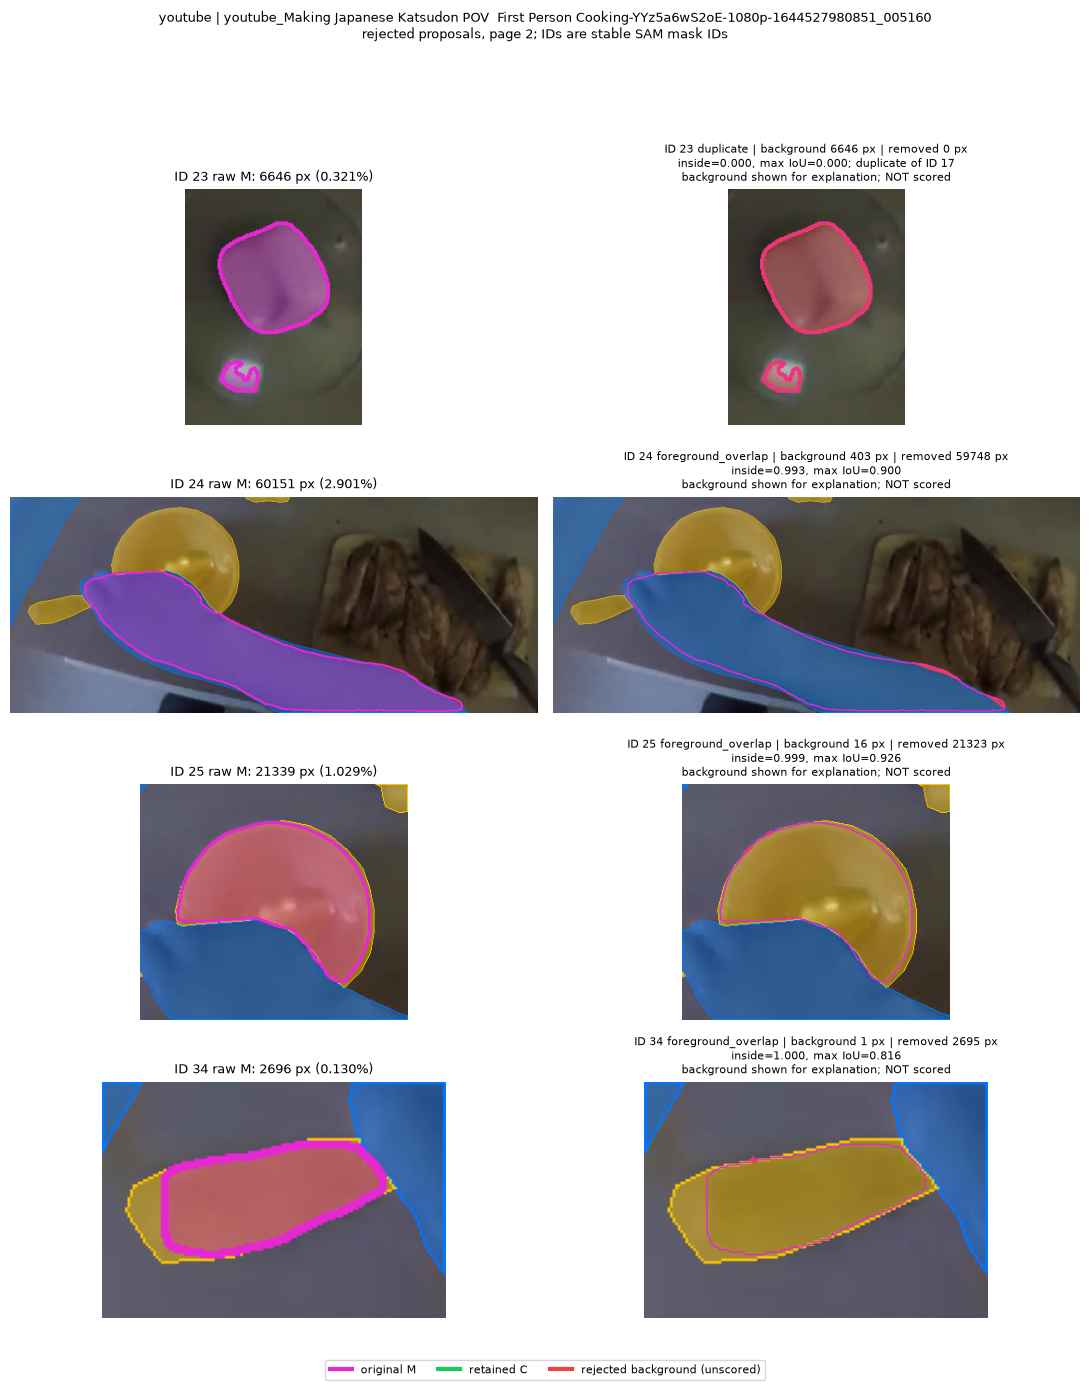 youtube | youtube_Making Japanese Katsudon POV  First Person Cooking-YYz5a6wS2oE-1080p-1644527980851_005160
rejected proposals, page 2; IDs are stable SAM mask IDs
ID 23 raw M: 6646 px (0.321%)
ID 23 duplicate | background 6646 px | removed 0 px
inside=0.000, max IoU=0.000; duplicate of ID 17
background shown for explanation; NOT scored
ID 24 raw M: 60151 px (2.901%)
ID 24 foreground_overlap | background 403 px | removed 59748 px
inside=0.993, max IoU=0.900
background shown for explanation; NOT scored
ID 25 raw M: 21339 px (1.029%)
ID 25 foreground_overlap | background 16 px | removed 21323 px
inside=0.999, max IoU=0.926
background shown for explanation; NOT scored
ID 34 raw M: 2696 px (0.130%)
ID 34 foreground_overlap | background 1 px | removed 2695 px
inside=1.000, max IoU=0.816
background shown for explanation; NOT scored
original M
retained C
rejected background (unscored)